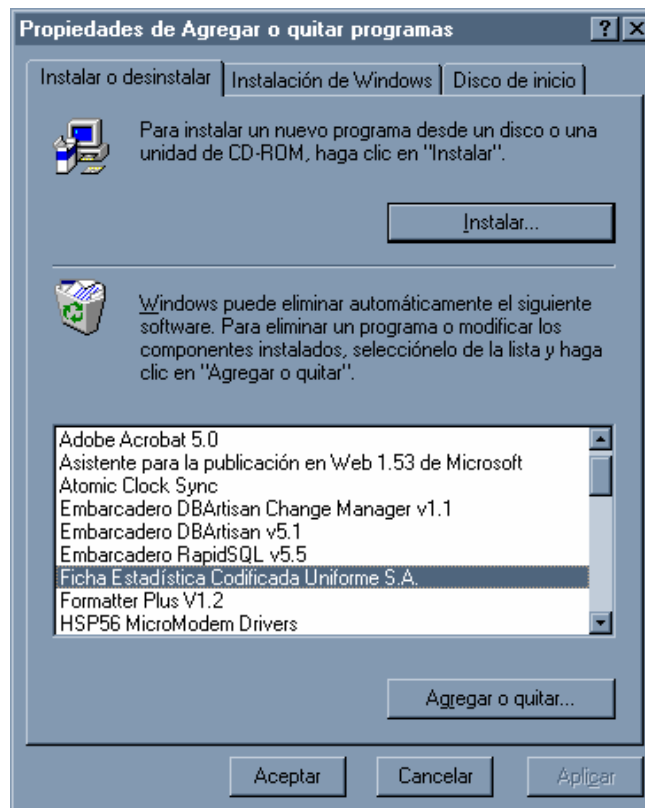 Propiedades de Agregar o quitar programas
Instalar o desinstalar Instalación de Windows Disco de inicio
Para instalar un nuevo programa desde un disco o una
unidad de CD-ROM, haga clic en "Instalar".
Instalar...
Windows puede eliminar automáticamente el siguiente
software. Para eliminar un programa o modificar los
componentes instalados, selecciónelo de la lista y haga
clic en "Agregar o quitar".
Adobe Acrobat 5.0
Asistente para la publicación en Web 1.53 de Microsoft
Atomic Clock Sync
Embarcadero DBArtisan Change Manager v1.1
Embarcadero DBArtisan v5.1
Embarcadero RapidSQL v5.5
Ficha Estadística Codificada Uniforme S.A.
Formatter Plus V1.2
HSP56 MicroModem Drivers
Agregar o quitar...
Aceptar Cancelar Aplicar